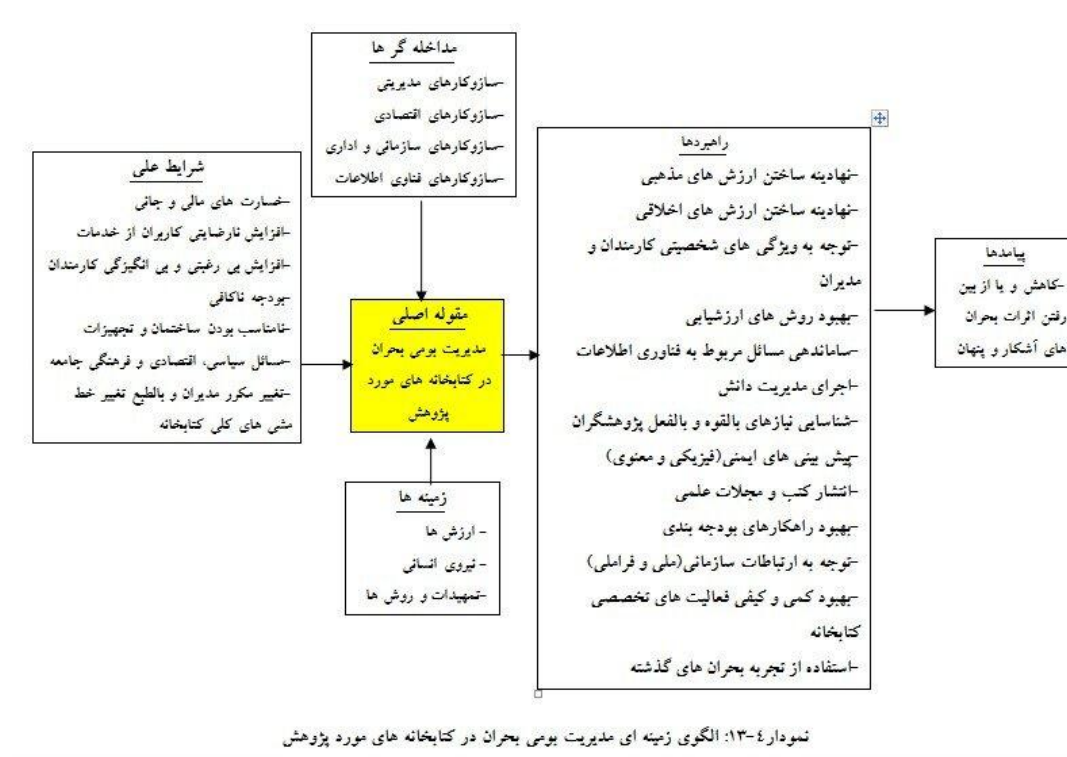 مداخله گر ها
-سازوکارهای مدیریتی
-سازوکارهای اقتصادی
-سازوکارهای سازمانی و اداری
-سازوکارهای فناوی اطلاعات
شرایط علی
-خسارت های مالی و جانی
-افزایش نارضایتی کاربران از خدمات
-افزایش بی رغبتی و بی انگیزگی کارمندان
-بودجه ناکافی
-نامناسب بودن ساختمان و تجهیزات
-مسائل سیاسی، اقتصادی و فرهنگی جامعه
-تغییر مکرر مدیران و بالطبع تغییر خط
مشی های کلی کتابخانه
مقوله اصلی
مدیریت بومی بحران
در کتابخانه های مورد
پژوهش
زمینه ها
- ارزش ها
- نیروی انسانی
-تمهیدات و روش ها
راهبردها
-نهادینه ساختن ارزش های مذهبی
-نهادینه ساختن ارزش های اخلاقی
-توجه به ویژگی های شخصیتی کارمندان و
مدیران
-بهبود روش های ارزشیابی
-ساماندهی مسائل مربوط به فناوری اطلاعات
-اجرای مدیریت دانش
-شناسایی نیازهای بالقوه و بالفعل پژوهشگران
-پیش بینی های ایمنی(فیزیکی و معنوی)
-انتشار کتب و مجلات علمی
-بهبود راهکارهای بودجه بندی
-توجه به ارتباطات سازمانی(ملی و فراملی)
-بهبود کمی و کیفی فعالیت های تخصصی
کتابخانه
-استفاده از تجربه بحران های گذشته
پیامدها
-کاهش و یا از بین
رفتن اثرات بحران
های آشکار و پنهان
نمودار٤-١٣: الگوی زمینه ای مدیریت بومی بحران در کتابخانه های مورد پژوهش